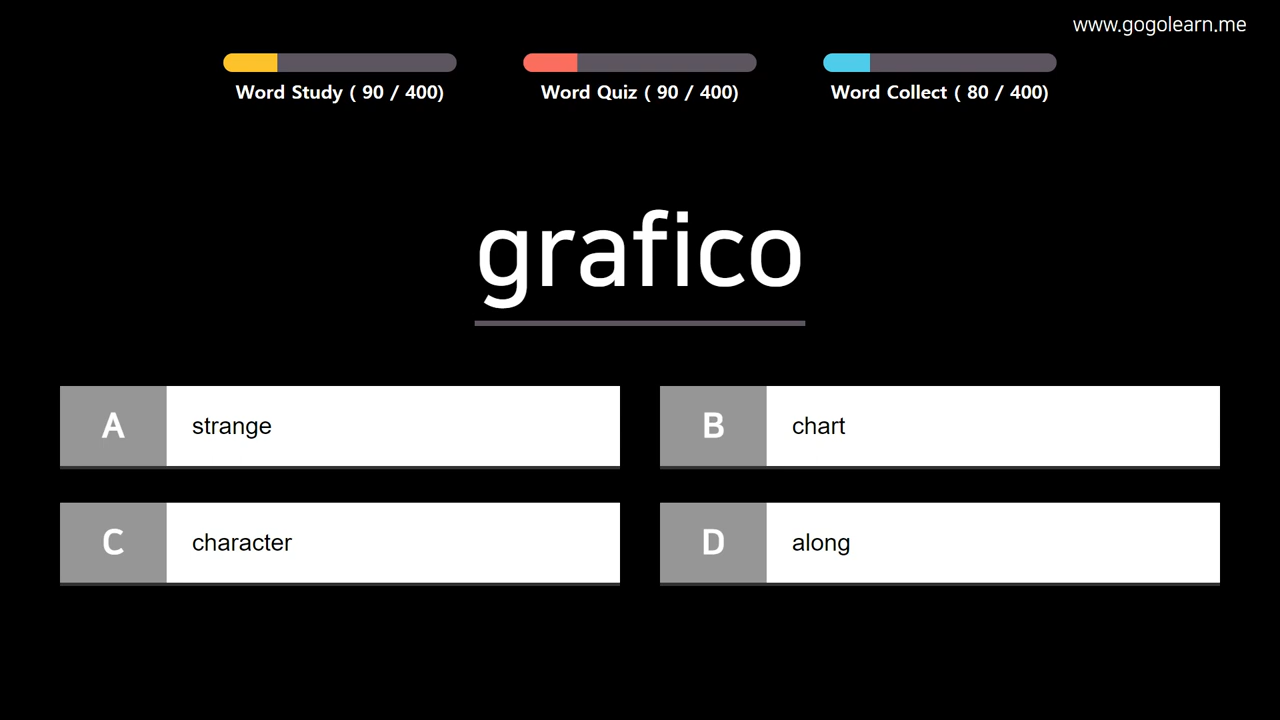 www.gogolearn.me
Word Study ( 90 / 400)
Word Quiz ( 90 / 400)
Word Collect ( 80 / 400)
grafico
A strange
B chart
C character
D along